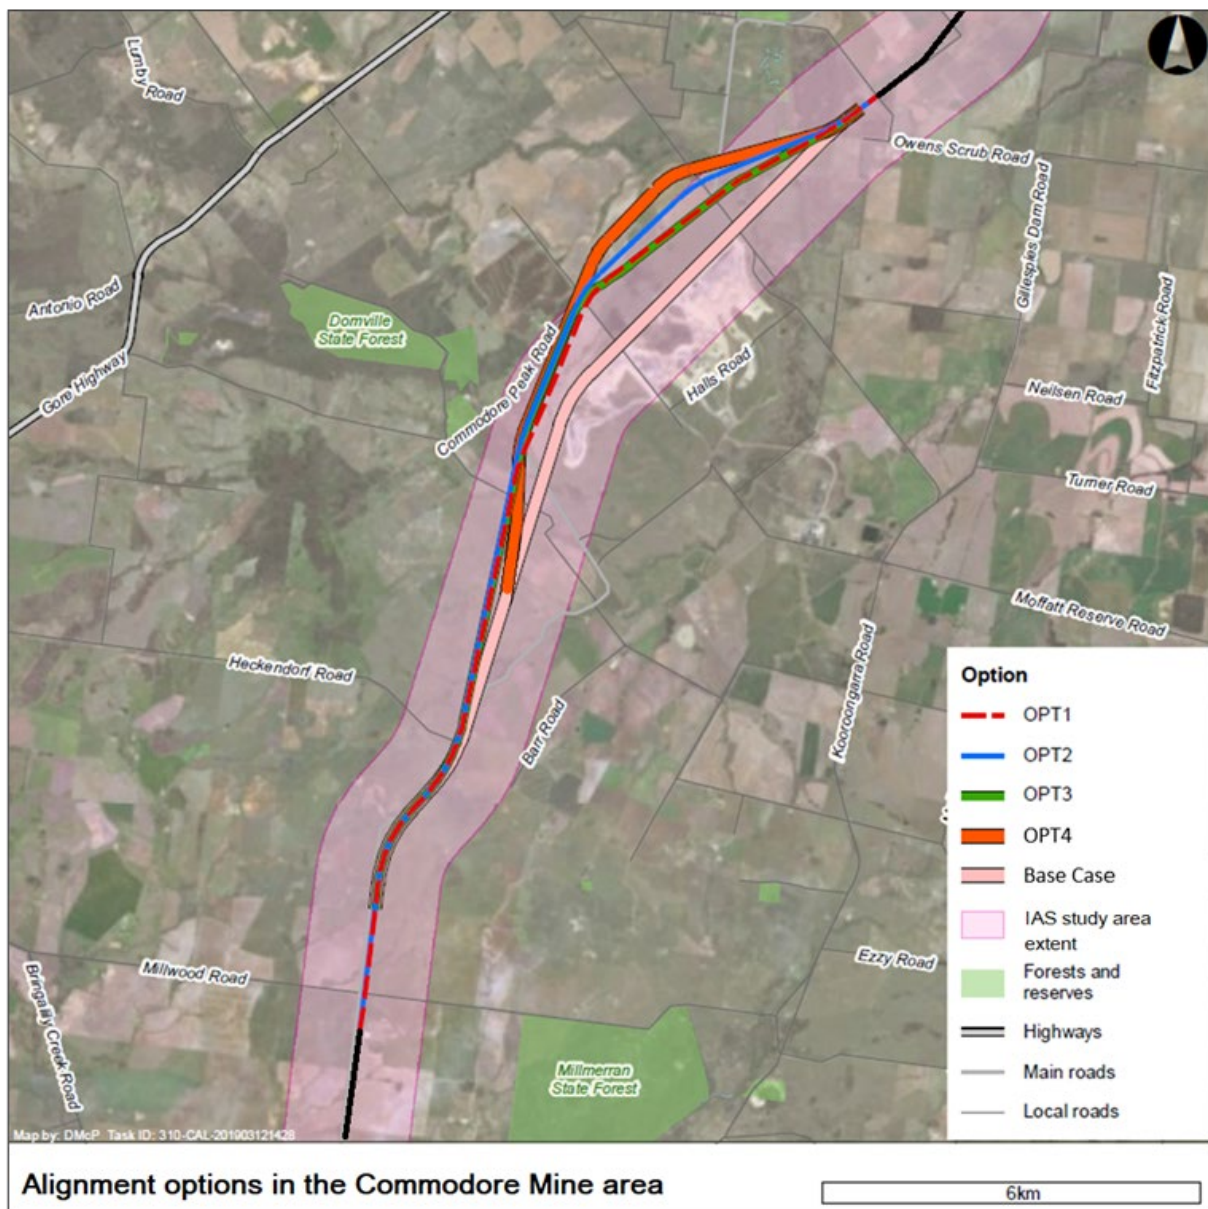 Lumby
Road
Owens Scrub Road
Gillespies Dam Road
Fitzpatrick Road
Antonio Road
Domville
State Forest
Commodore Peak Road
Gore Highway
Halls Road
Neilsen Road
Turner Road
Moffatt Reserve Road
Heckendorf Road
Kooroongarra Road
Barr Road
Ezzy Road
Millwood Road
Bringalily Creek Road
Millmerran
State Forest
Option
OPT1
OPT2
OPT3
OPT4
Base Case
IAS study area
extent
Forests and
reserves
Highways
Main roads
Local roads
Map by: DMcP Task ID: 310-CAL-201903121428
Alignment options in the Commodore Mine area
6km